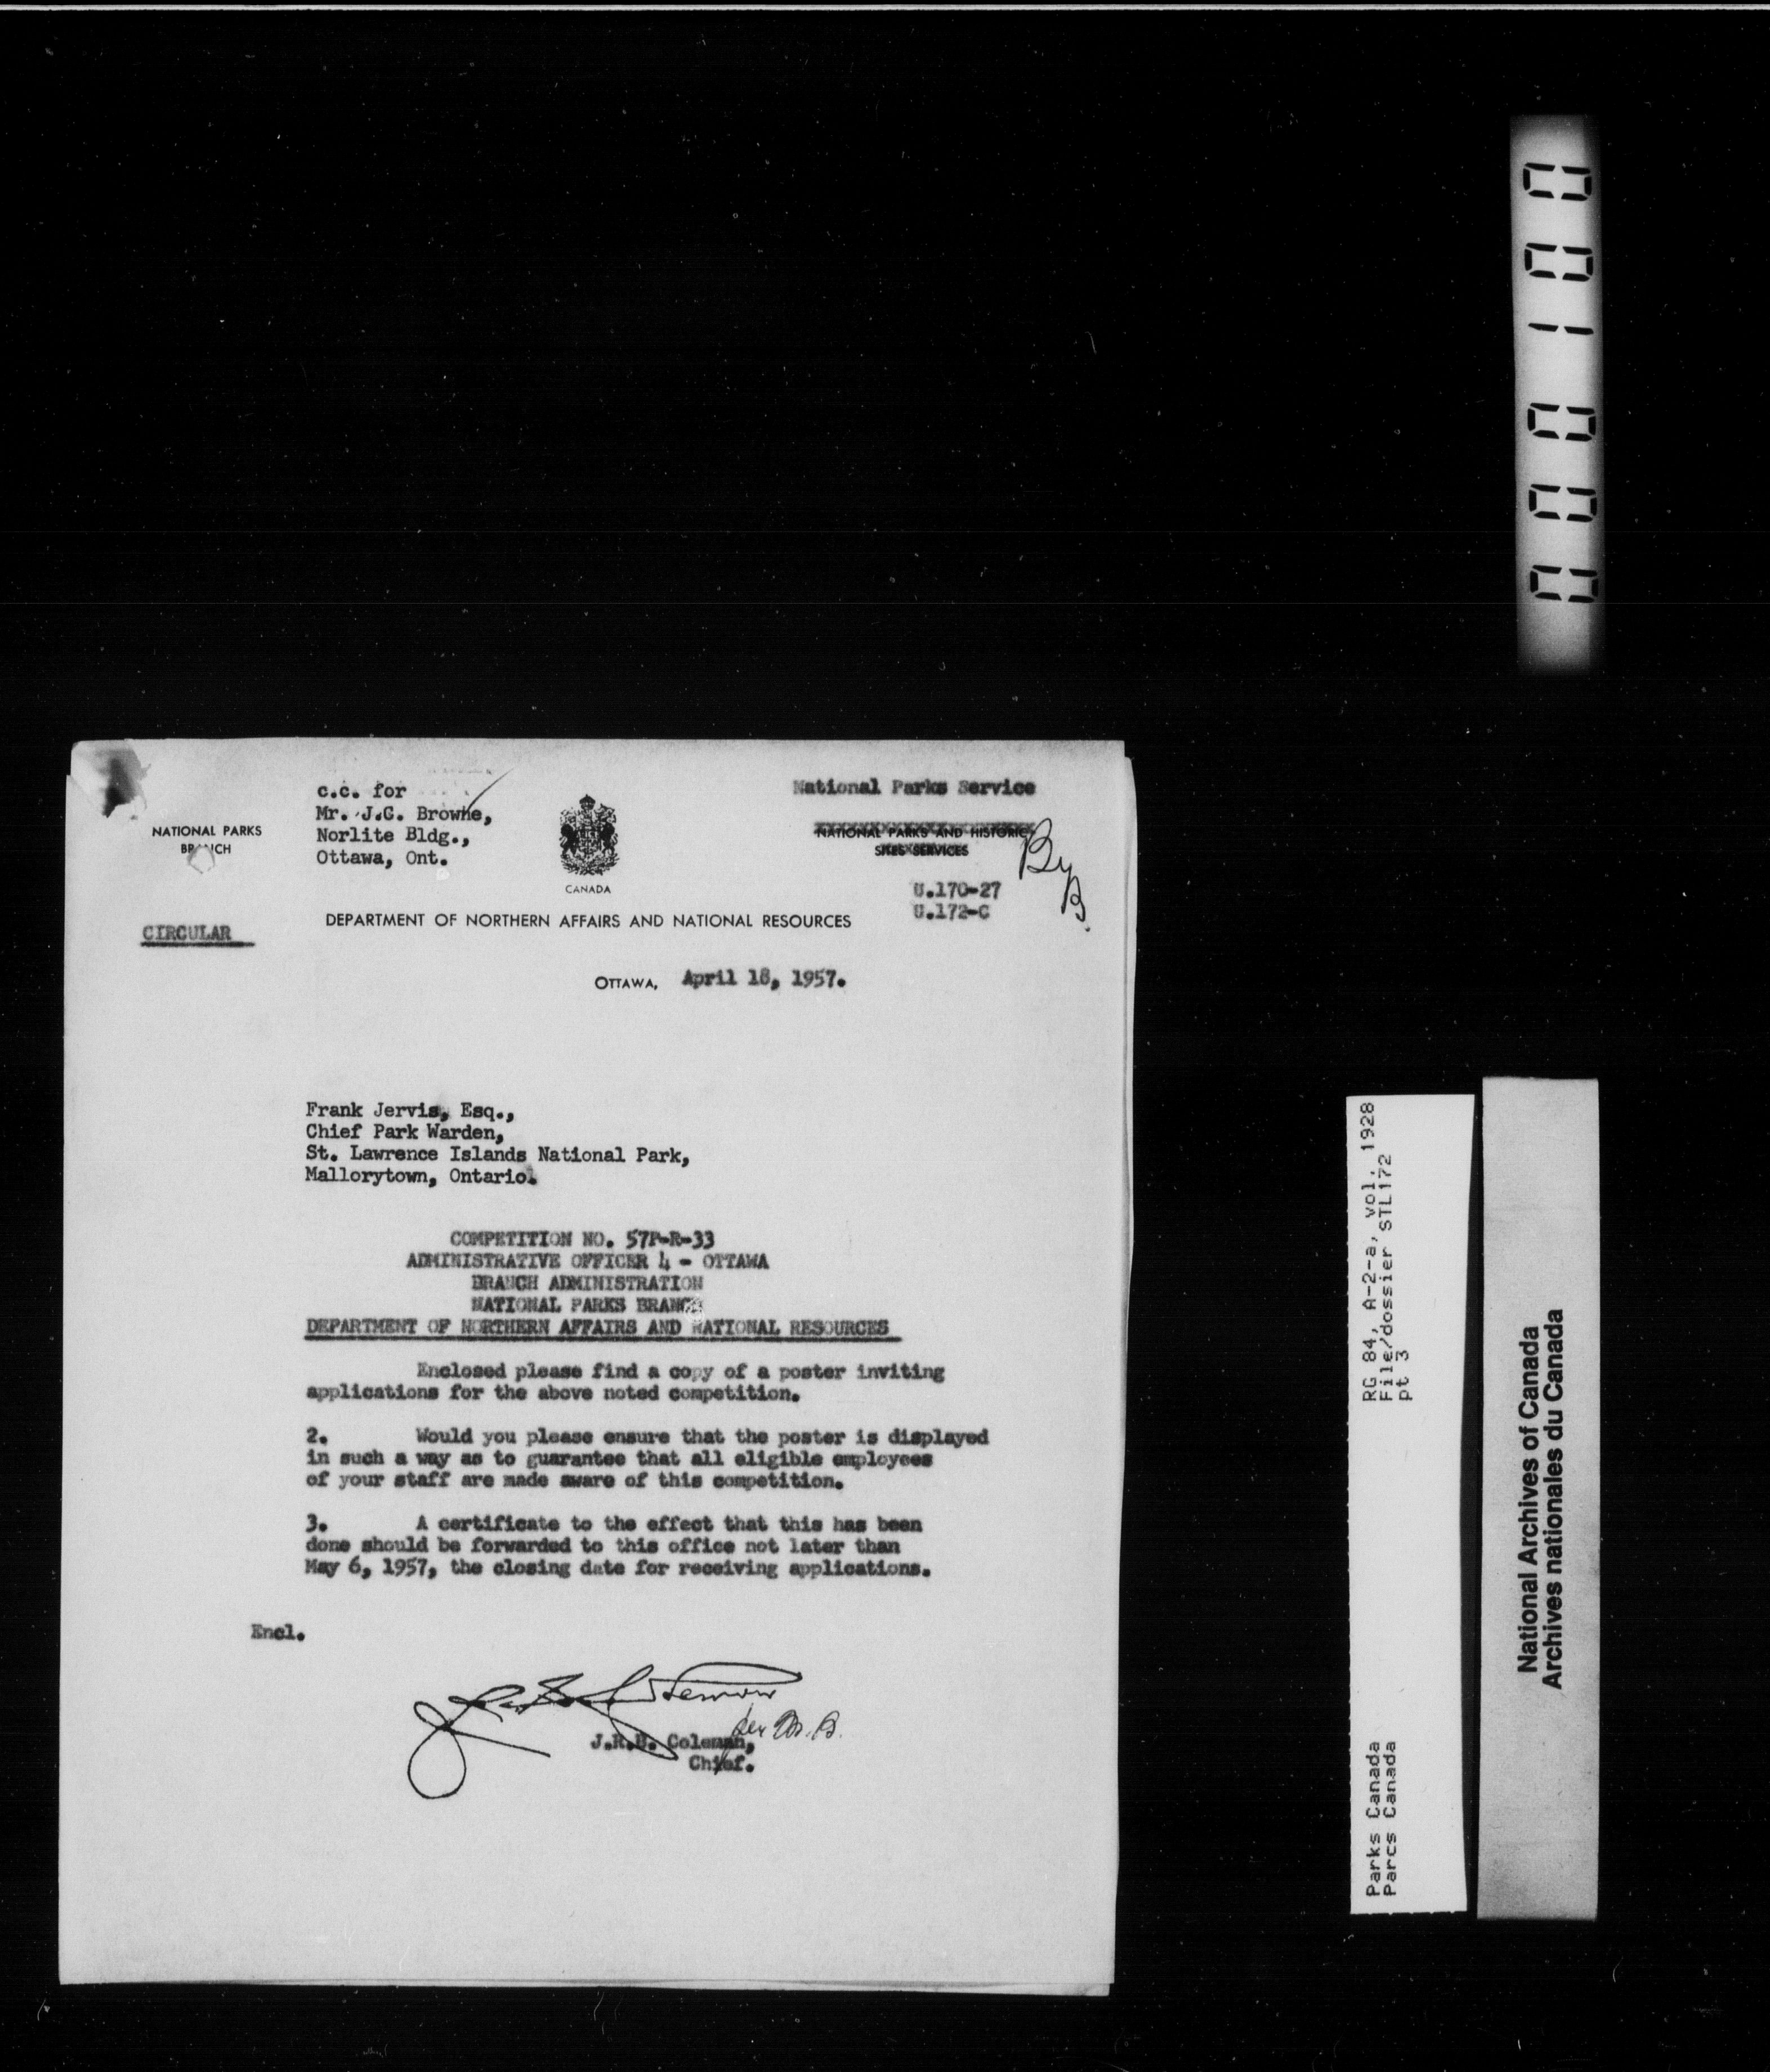 c.c. for
Mr. J.G. Browne,
Norlite Bldg.,
Ottawa, Ont.
NATIONAL PARKS
BRANCH
CANADA
National Parks Service
NATIONAL PARKS AND HISTORIC
SITES SERVICES
U.170-27
U.172-C
CIRCULAR
DEPARTMENT OF NORTHERN AFFAIRS AND NATIONAL RESOURCES
OTTAWA, April 18, 1957.
Frank Jervis, Esq.,
Chief Park Warden,
St. Lawrence Islands National Park,
Mallorytown, Ontario.
COMPETITION NO. 57P-R-33
ADMINISTRATIVE OFFICER 4 - OTTAWA
BRANCH ADMINISTRATION
NATIONAL PARKS BRANCH
DEPARTMENT OF NORTHERN AFFAIRS AND NATIONAL RESOURCES
Enclosed please find a copy of a poster inviting
applications for the above noted competition.
2. Would you please ensure that the poster is displayed
in such a way as to guarantee that all eligible employees
of your staff are made aware of this competition.
3. A certificate to the effect that this has been
done should be forwarded to this office not later than
May 6, 1957, the closing date for receiving applications.
Encl.
J.R.B. Coleman,
Chief.
000100
RG 84, A-2-a, vol. 1928
File/dossier STL172
pt 3
Parks Canada
Parcs Canada
National Archives of Canada
Archives nationales du Canada